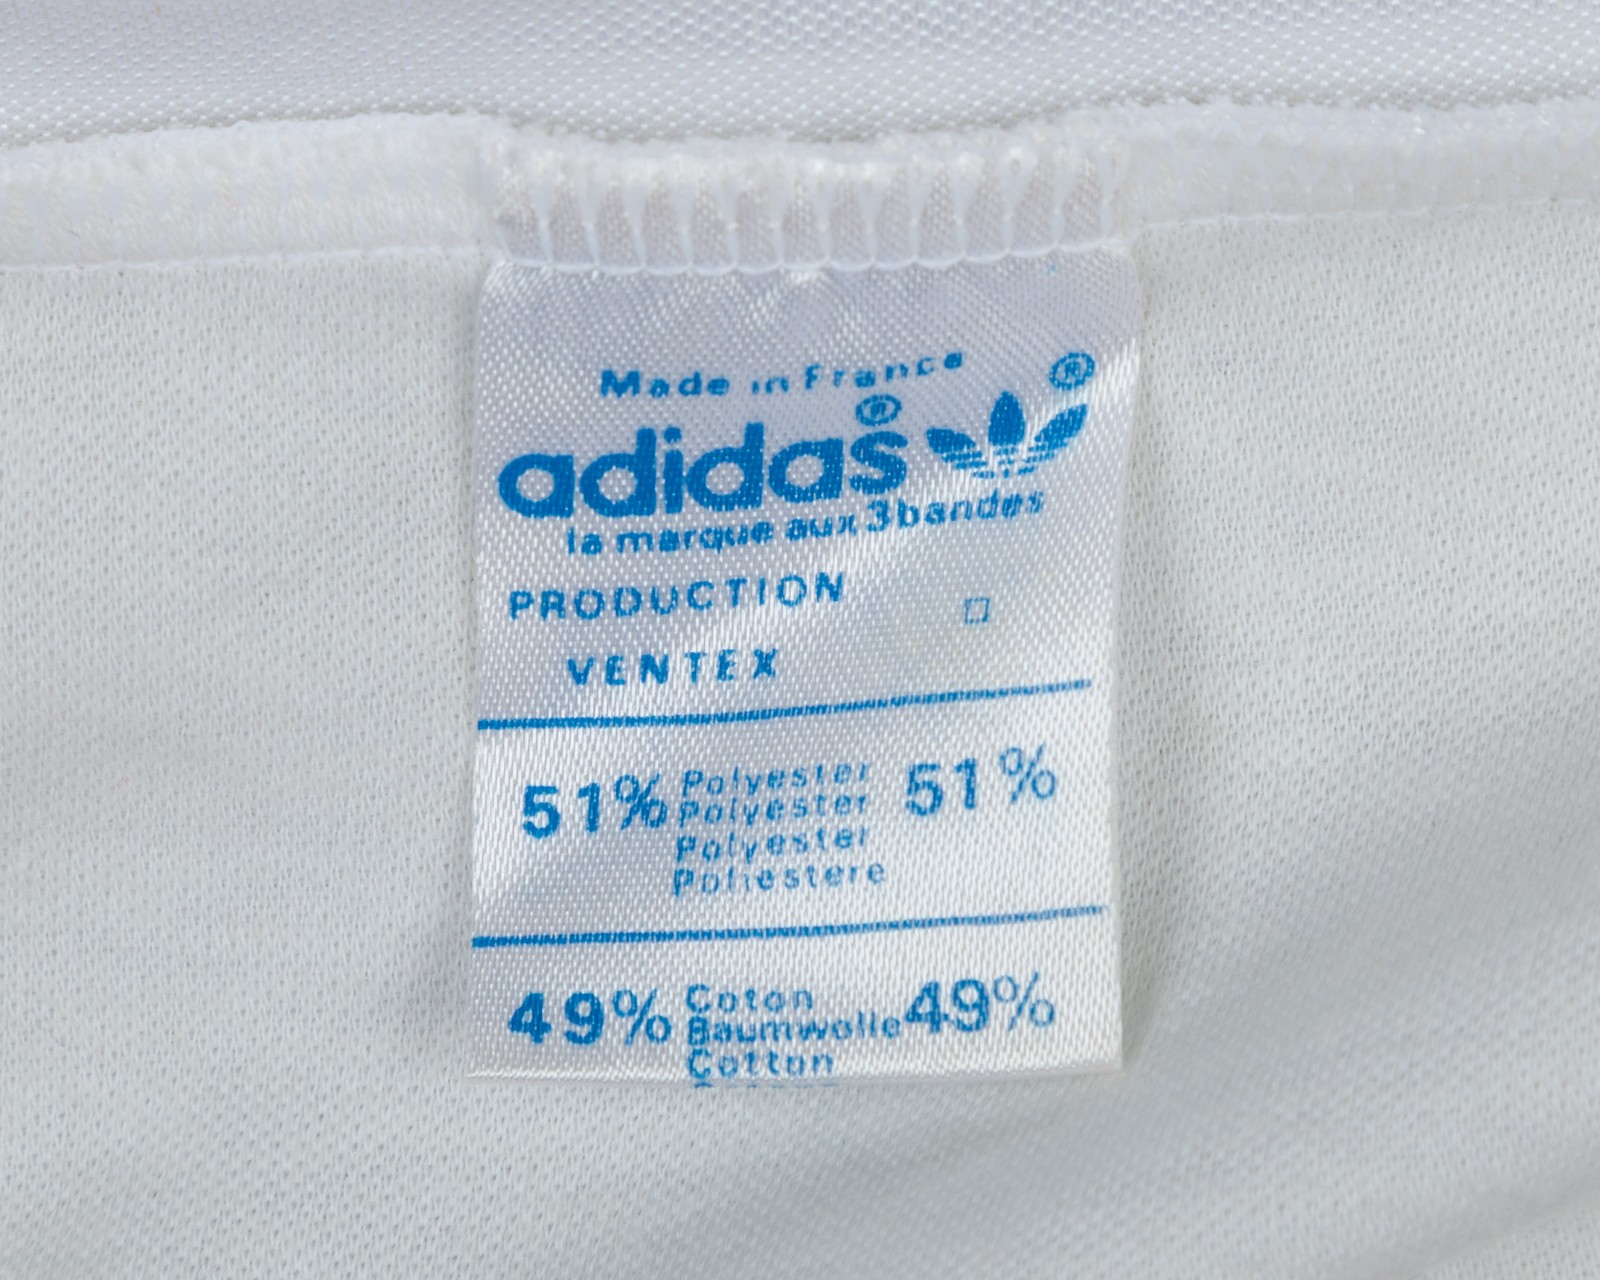 Made in France
adidas®
®
la marque aux 3 bandes
PRODUCTION
VENTEX
51% Polyester 51%
Polyester
Polyester
Poliestere
49% Coton 49%
Baumwolle
Cotton